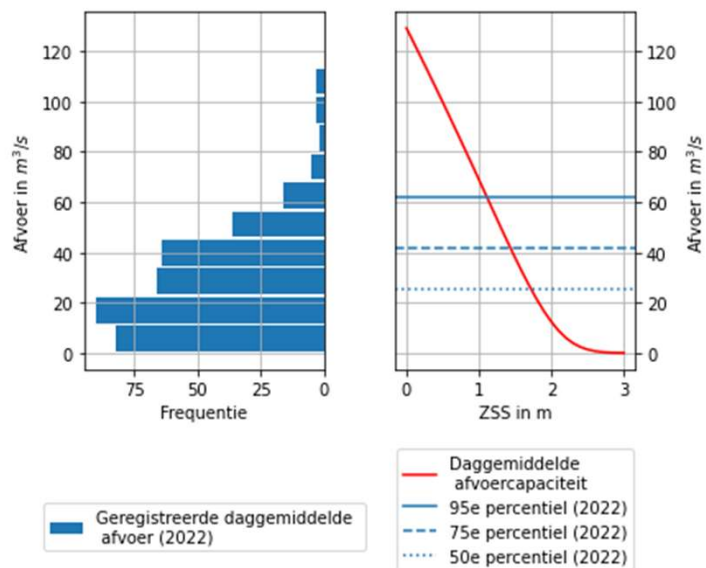 120
100
80
60
40
20
0
Afvoer in m³/s
75 50 25 0
Frequentie
120
100
80
60
40
20
0
Afvoer in m³/s
0 1 2 3
ZSS in m
Geregistreerde daggemiddelde
afvoer (2022)
Daggemiddelde
afvoercapaciteit
95e percentiel (2022)
75e percentiel (2022)
50e percentiel (2022)